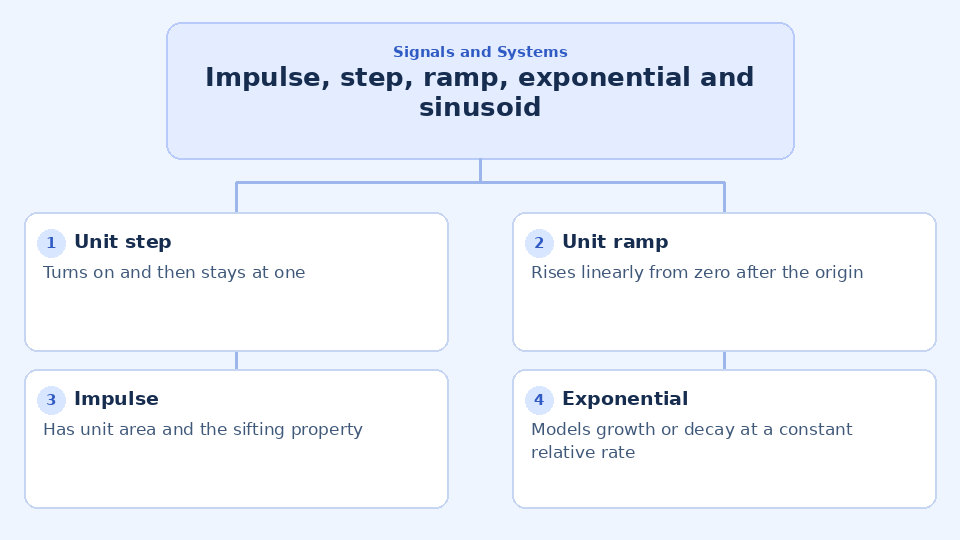 Signals and Systems
Impulse, step, ramp, exponential and
sinusoid
1 Unit step
Turns on and then stays at one
2 Unit ramp
Rises linearly from zero after the origin
3 Impulse
Has unit area and the sifting property
4 Exponential
Models growth or decay at a constant
relative rate